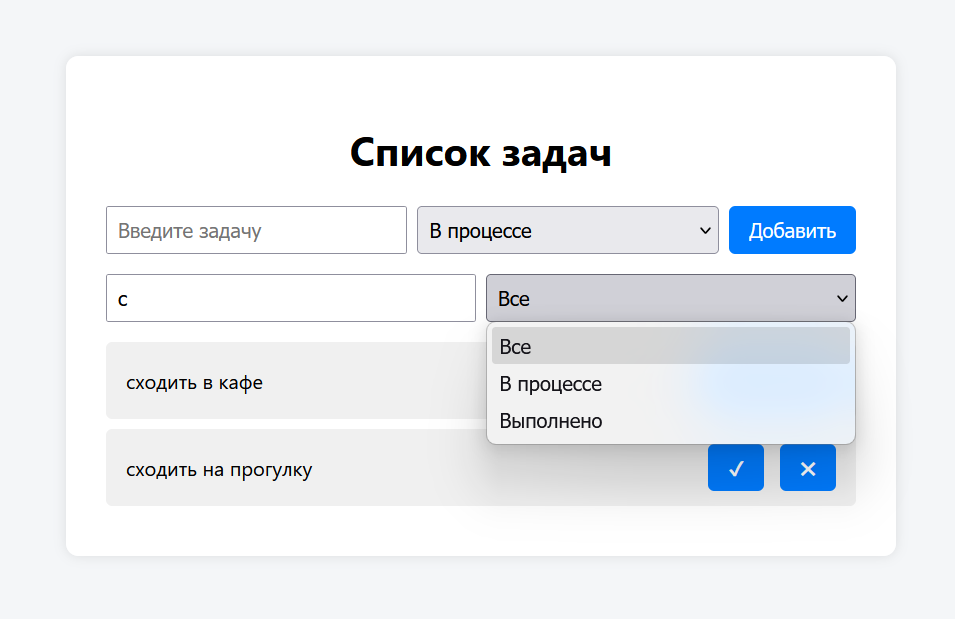 Список задач
Введите задачу
В процессе
Добавить
с
Все
Все
В процессе
Выполнено
сходить в кафе
сходить на прогулку
✓
✕